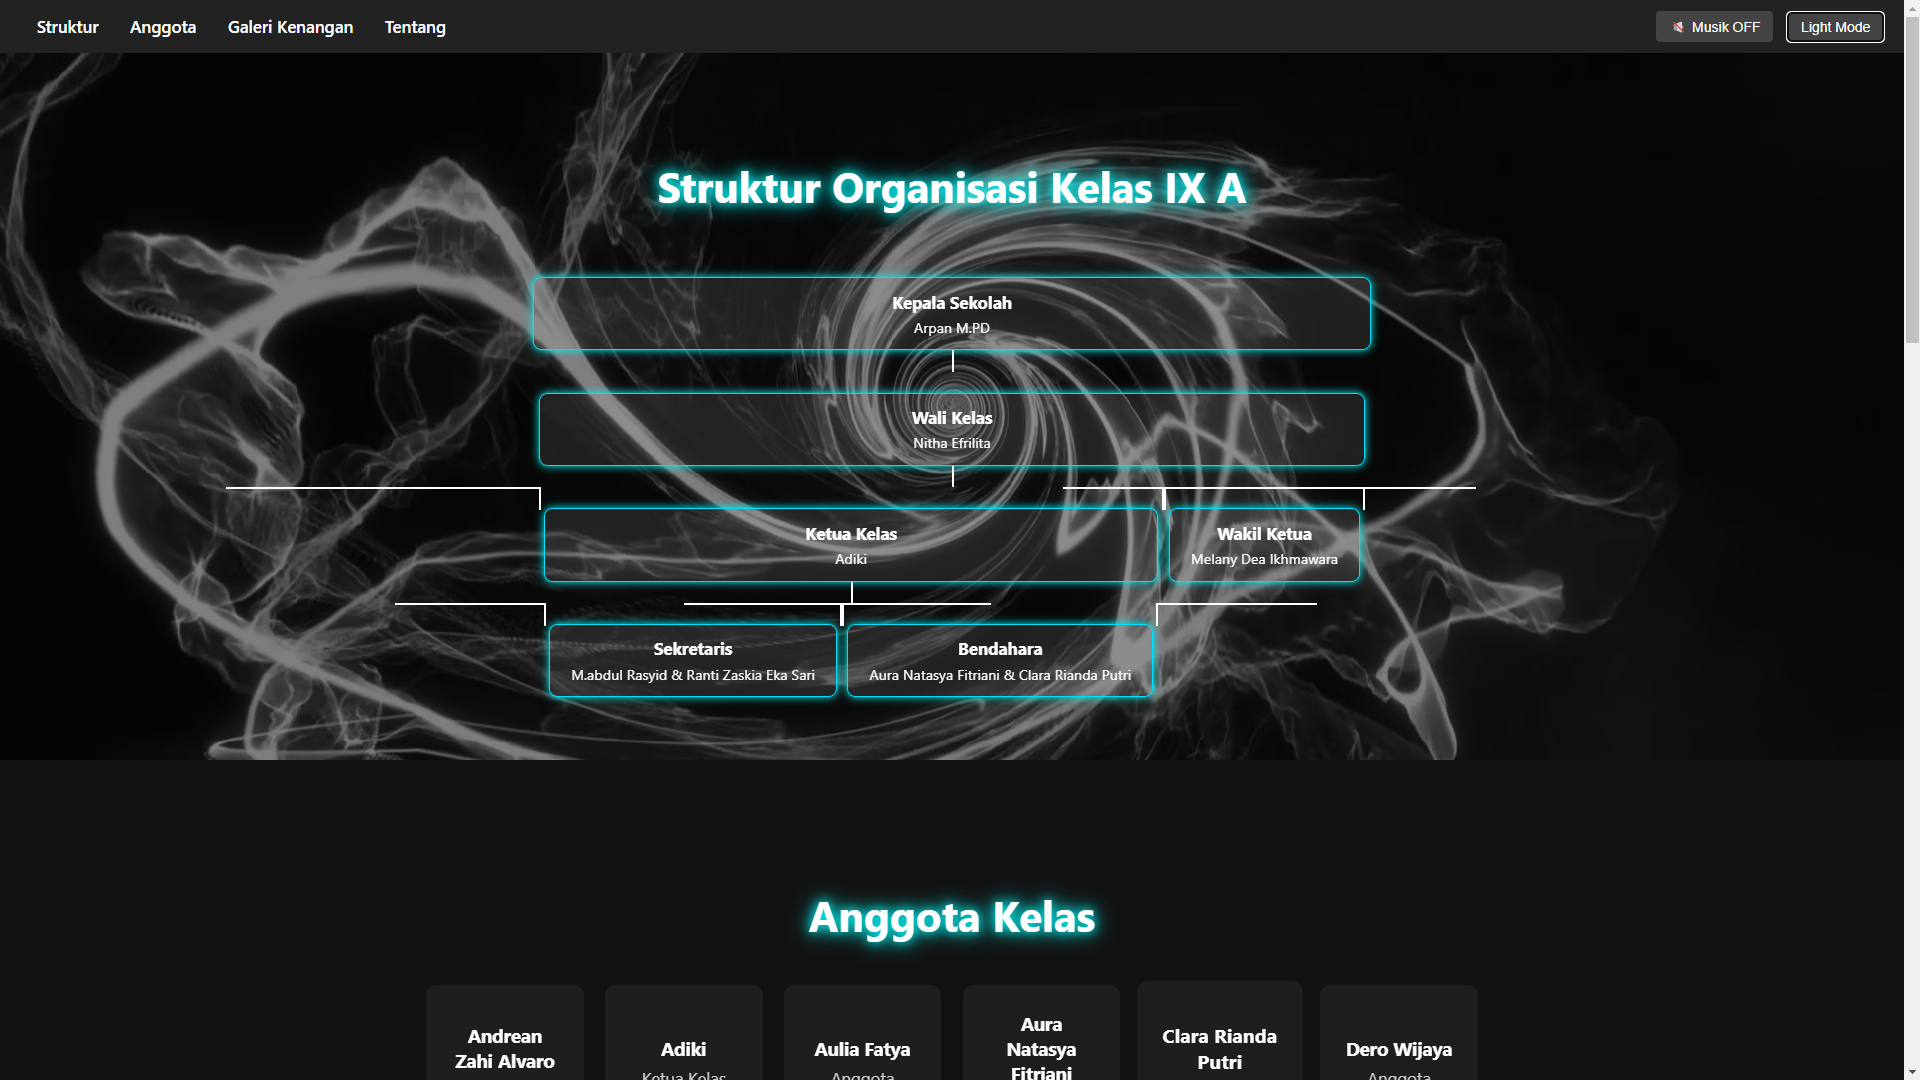 Struktur Anggota Galeri Kenangan Tentang Musik OFF Light Mode
Struktur Organisasi Kelas IX A
Kepala Sekolah
Arpan M.PD
Wali Kelas
Nitha Efrilita
Ketua Kelas
Adiki
Wakil Ketua
Melany Dea Ikhmawara
Sekretaris
M.abdul Rasyid & Ranti Zaskia Eka Sari
Bendahara
Aura Natasya Fitriani & Clara Rianda Putri
Anggota Kelas
Andrean
Zahi Alvaro
Adiki
Ketua Kelas
Aulia Fatya
Anggota
Aura
Natasya
Fitriani
Clara Rianda
Putri
Dero Wijaya
Anggota